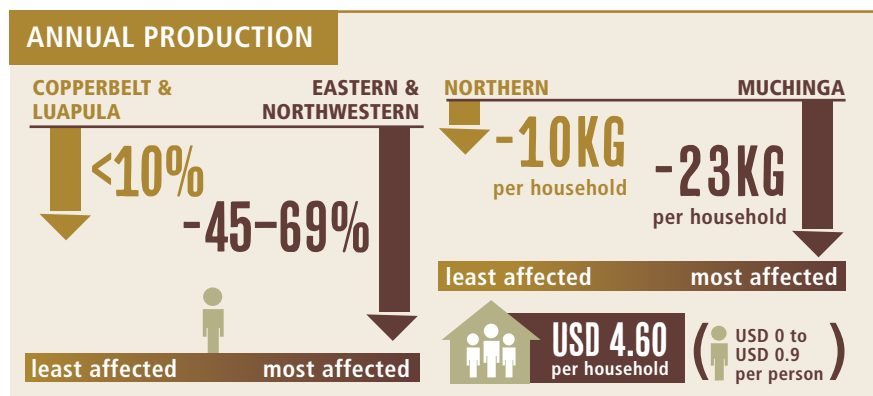 ANNUAL PRODUCTION
COPPERBELT &
LUAPULA
EASTERN &
NORTHWESTERN
<10%
-45–69%
least affected
most affected
NORTHERN
MUCHINGA
-10KG
per household
-23KG
per household
least affected
most affected
USD 4.60
per household
(USD 0 to
USD 0.9
per person)